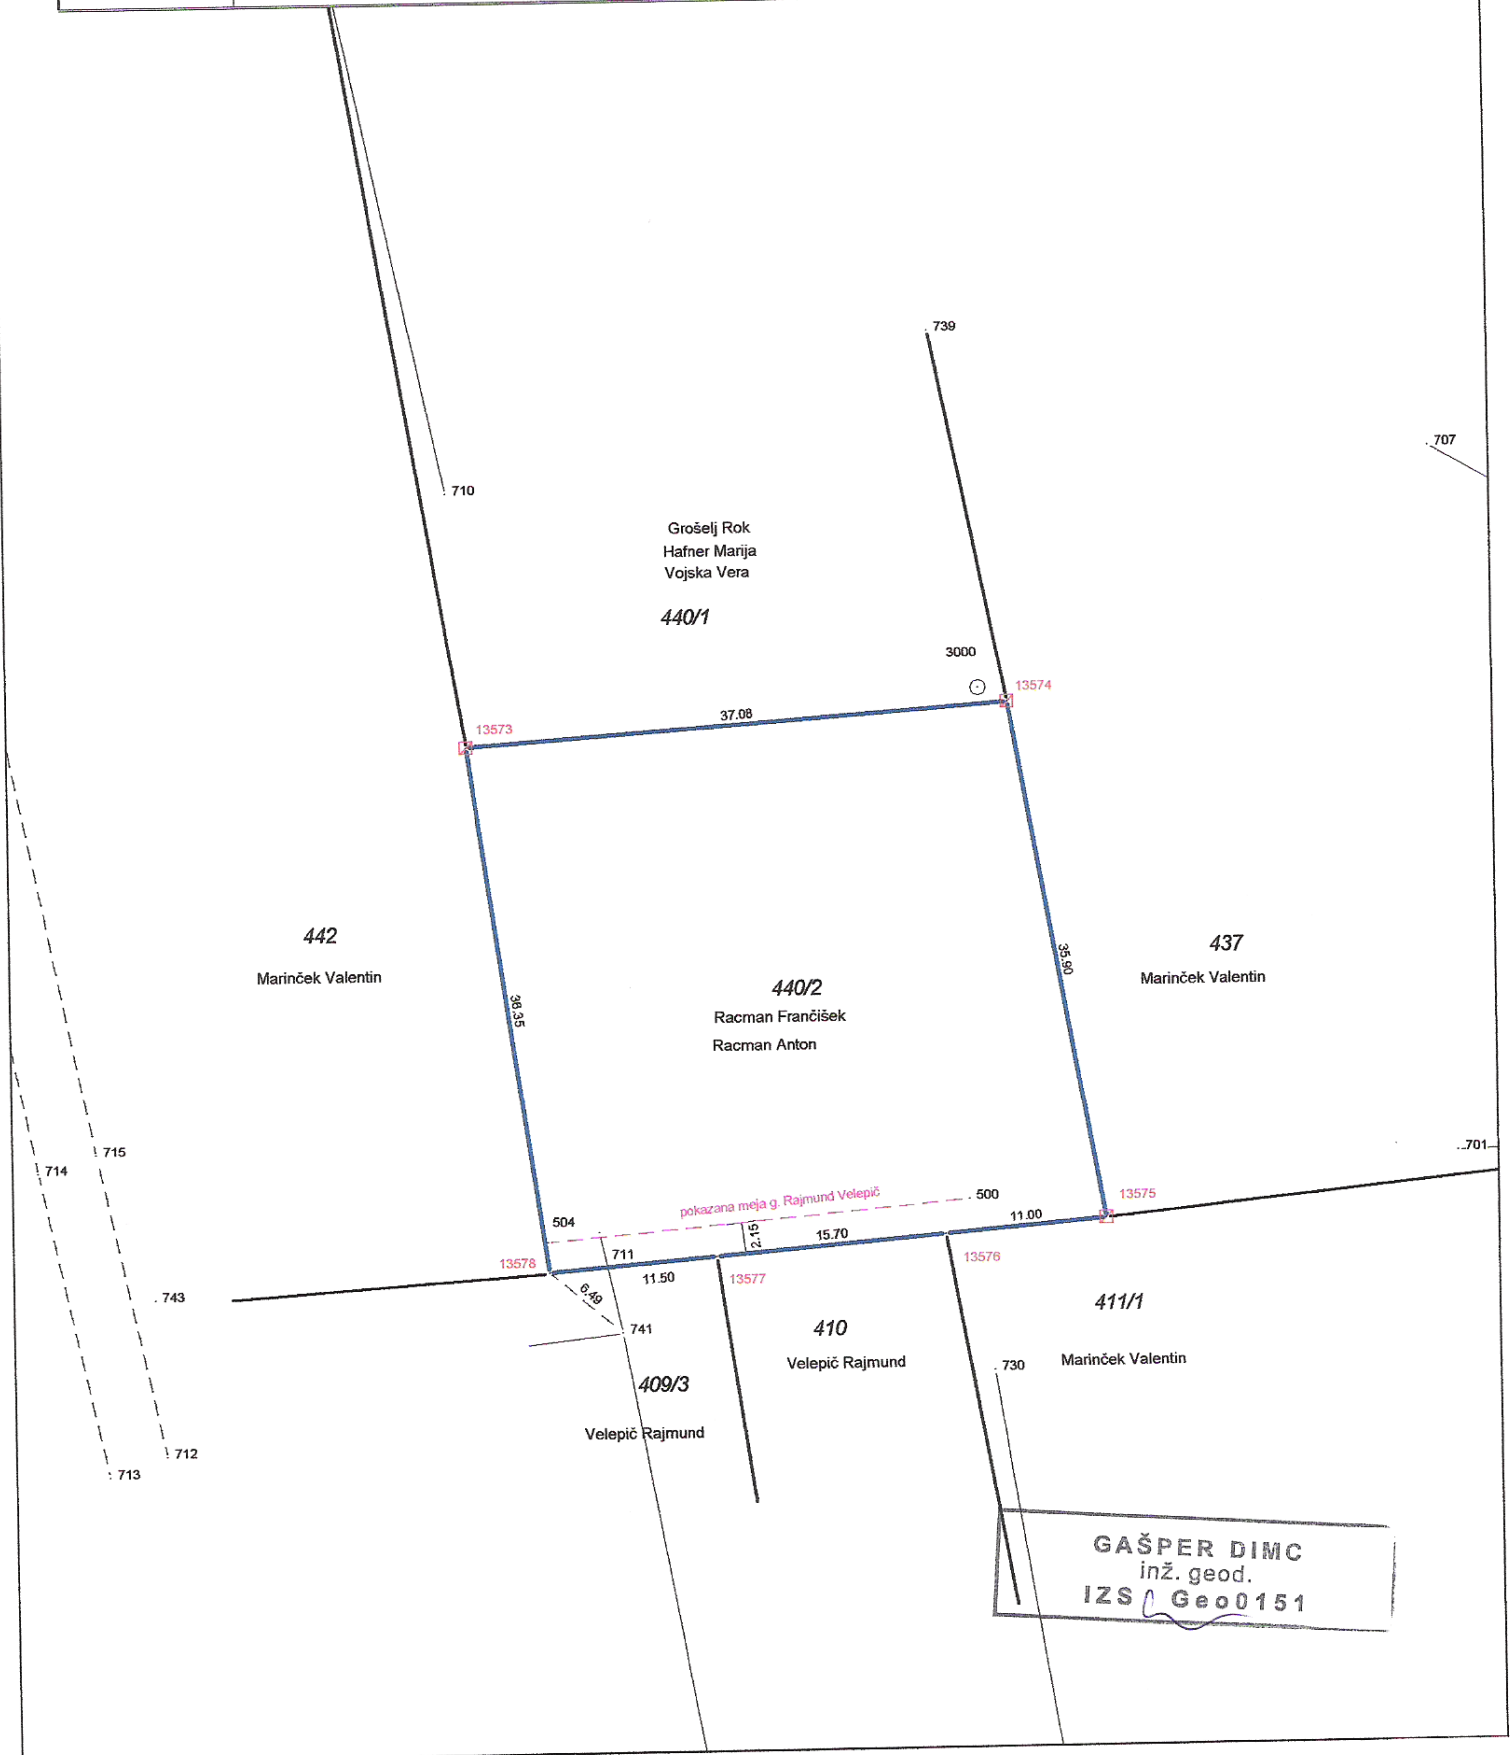 739
707
710
Grošelj Rok
Hafner Marija
Vojska Vera
440/1
3000
13574
37.08
13573
442
Marinček Valentin
437
Marinček Valentin
35.90
440/2
Racman Frančišek
Racman Anton
715
714
701
13575
500
pokazana meja g. Rajmund Velepič
504
11.00
15.70
2.15
711
13578
13576
11.50
13577
6.49
743
741
411/1
410
Velepič Rajmund
Marinček Valentin
730
409/3
Velepič Rajmund
712
713
GAŠPER DIMC
inž. geod.
IZS Geo0151